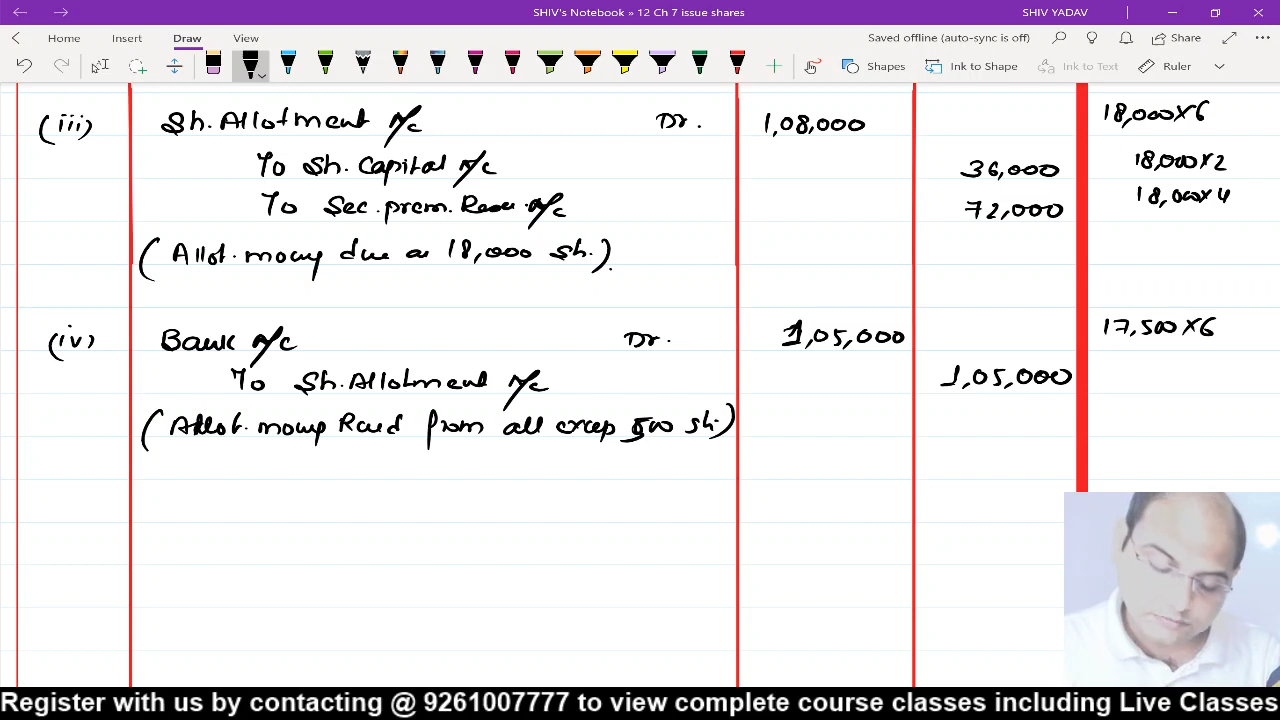 SHIV's Notebook » 12 Ch 7 issue shares
SHIV YADAV
Home Insert Draw View
Saved offline (auto-sync is off)
Share
Shapes Ink to Shape Ink to Text Ruler
(iii) Sh. Allotment A/c Dr. 1,08,000 18,000×6
To Sh. Capital A/c 36,000 18,000×2
To Sec. prem. A/c 72,000 18,000×4
(Allot. money due on 18,000 sh.)
(iv) Bank A/c Dr. 1,05,000 17,500×6
To Sh. Allotment A/c 1,05,000
(Allot. money Recd from all excep 500 sh.)
Register with us by contacting @ 9261007777 to view complete course classes including Live Classes